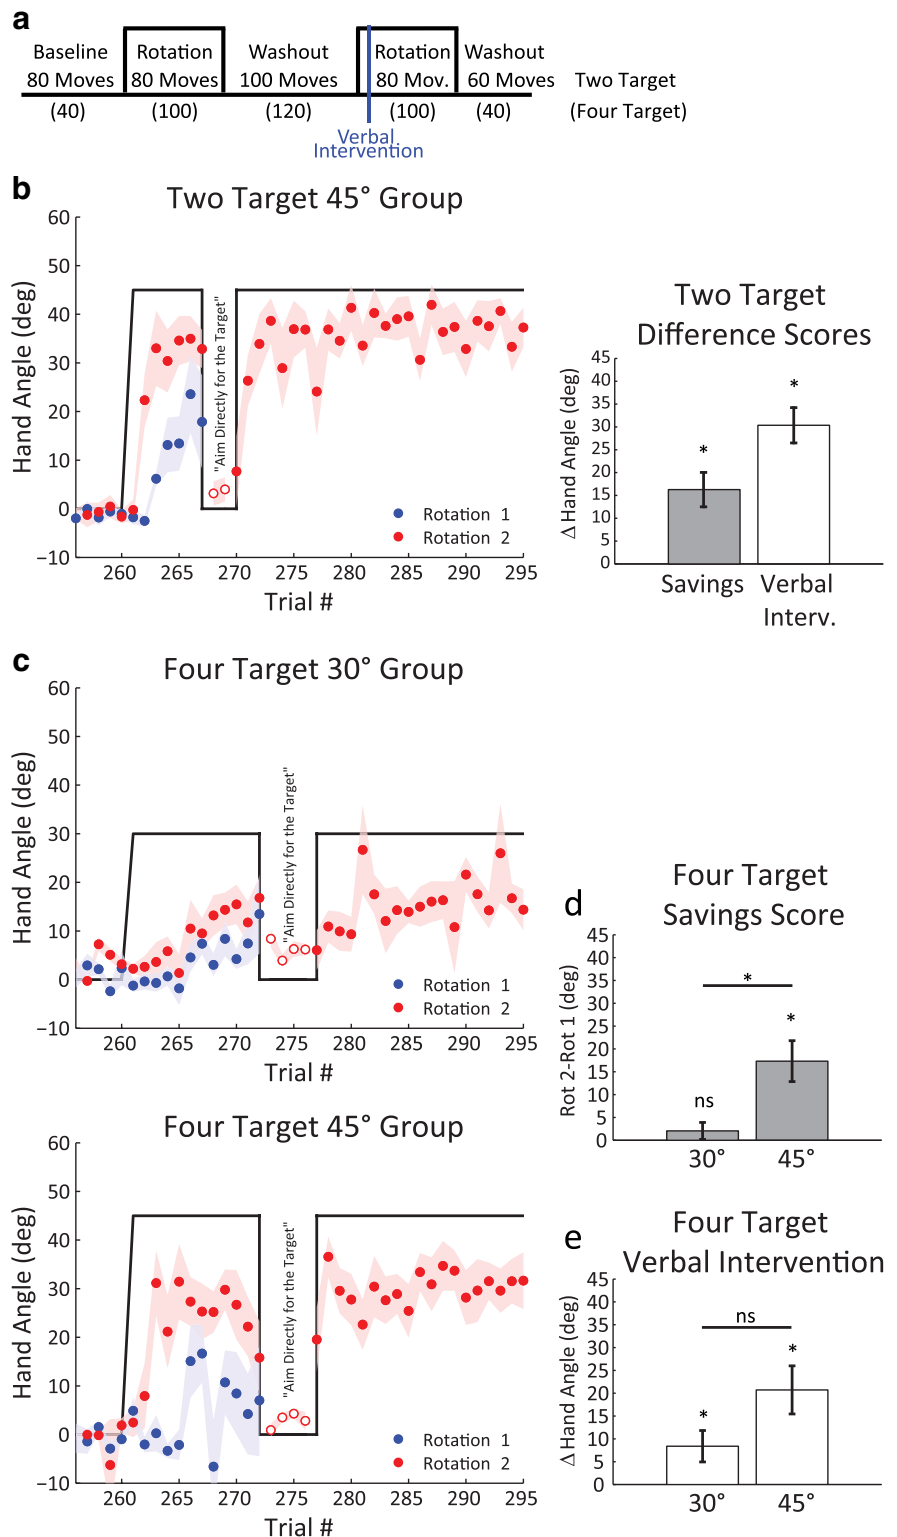 a
Baseline Rotation Washout Rotation Washout
80 Moves 80 Moves 100 Moves 80 Mov. 60 Moves Two Target
(40) (100) (120) (100) (40) (Four Target)
Verbal
Intervention
b
Two Target 45° Group
Hand Angle (deg)
60
50
40
30
20
10
0
−10
"Aim Directly for the Target"
Rotation 1
Rotation 2
260 265 270 275 280 285 290 295
Trial #
Two Target
Difference Scores
Δ Hand Angle (deg)
45
40
35
30
25
20
15
10
5
0
*
*
Savings Verbal
Interv.
c
Four Target 30° Group
Hand Angle (deg)
60
50
40
30
20
10
0
−10
"Aim Directly for the Target"
Rotation 1
Rotation 2
260 265 270 275 280 285 290 295
Trial #
d
Four Target
Savings Score
Rot 2-Rot 1 (deg)
45
40
35
30
25
20
15
10
5
0
*
*
ns
30° 45°
Four Target 45° Group
Hand Angle (deg)
60
50
40
30
20
10
0
−10
"Aim Directly for the Target"
Rotation 1
Rotation 2
260 265 270 275 280 285 290 295
Trial #
e
Four Target
Verbal Intervention
Δ Hand Angle (deg)
45
40
35
30
25
20
15
10
5
0
ns
*
*
30° 45°